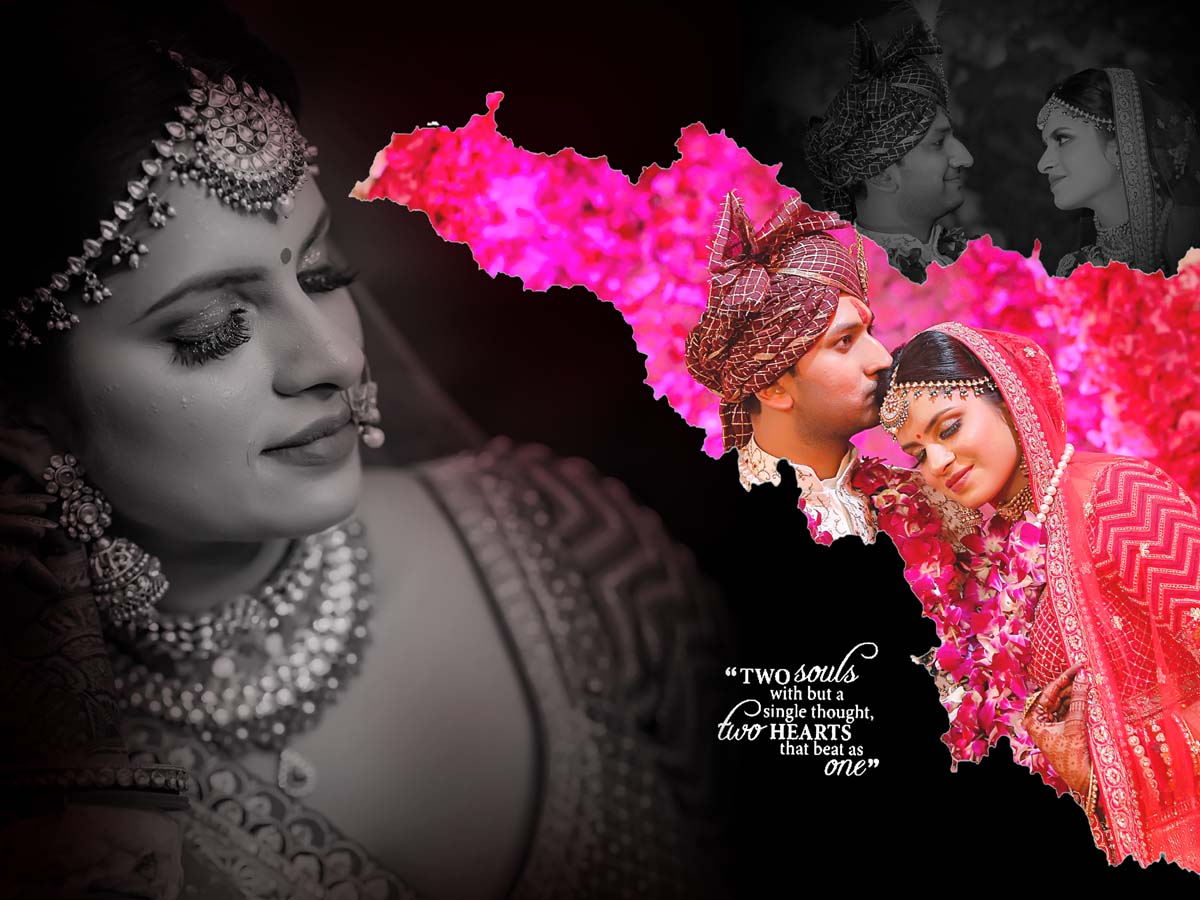 “TWO souls
with but a
single thought,
two HEARTS
that beat as
one”